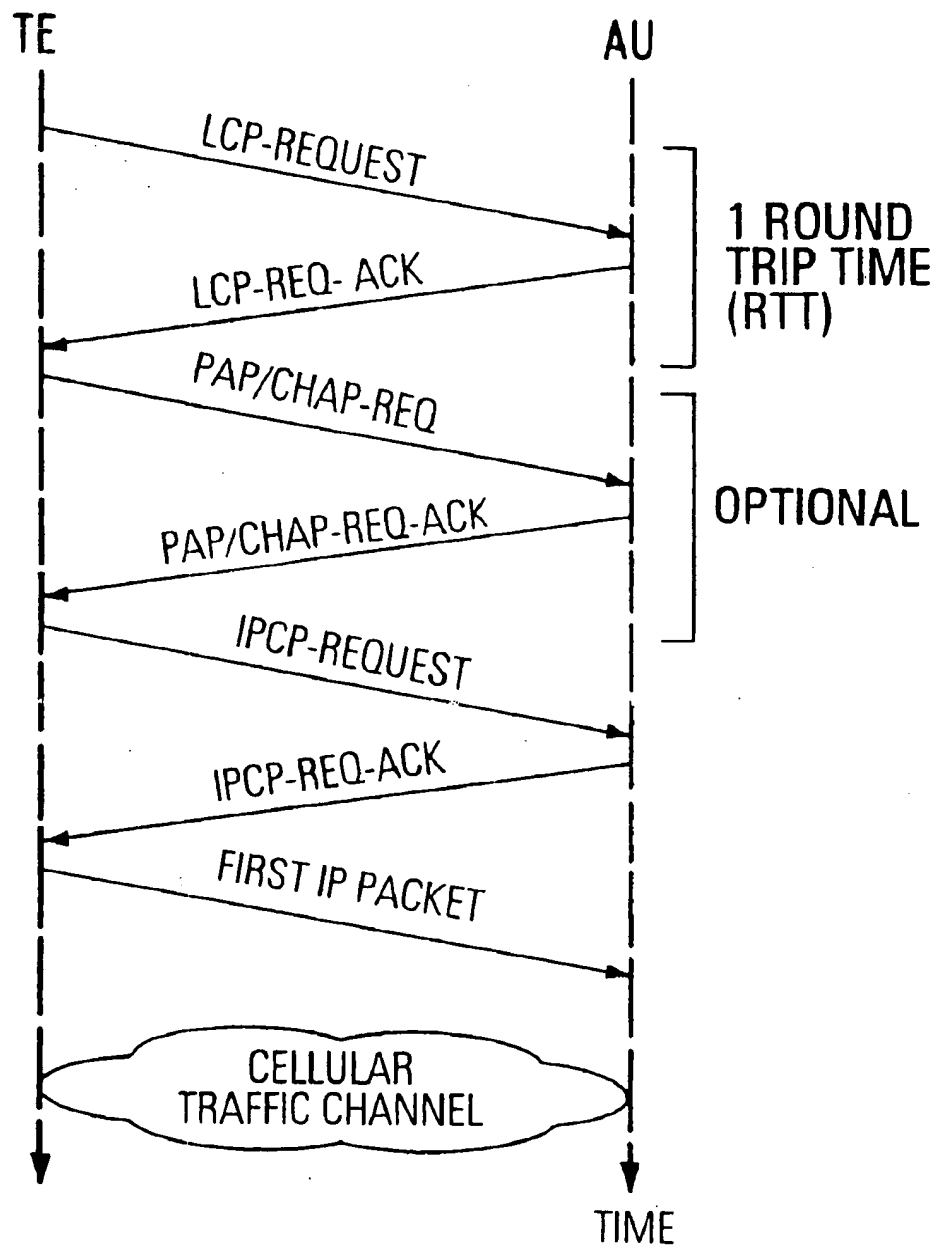 TE
AU
LCP-REQUEST
1 ROUND
TRIP TIME
(RTT)
LCP-REQ- ACK
PAP/CHAP-REQ
OPTIONAL
PAP/CHAP-REQ-ACK
IPCP-REQUEST
IPCP-REQ-ACK
FIRST IP PACKET
CELLULAR
TRAFFIC CHANNEL
TIME